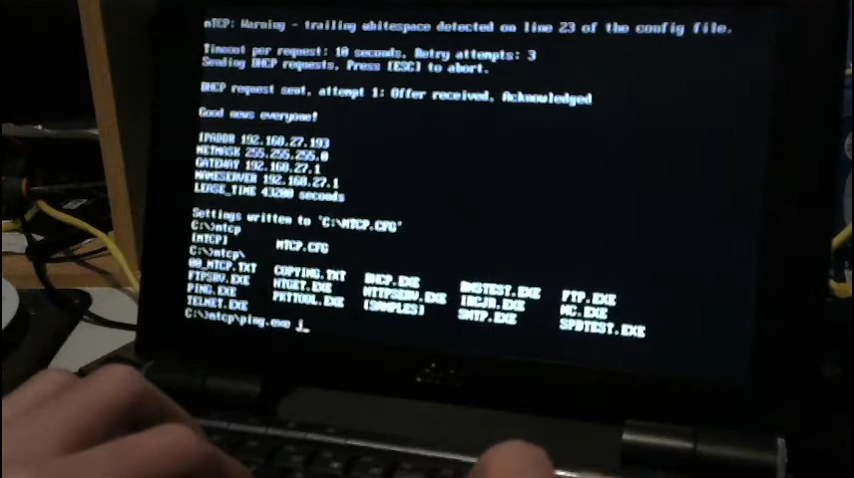 mTCP: Warning - trailing whitespace detected on line 23 of the config file.
Timeout per request: 10 seconds, Retry attempts: 3
Sending DHCP requests, Press [ESC] to abort.
DHCP request sent, attempt 1: Offer received, Acknowledged
Good news everyone!
IPADDR 192.168.27.193
NETMASK 255.255.255.0
GATEWAY 192.168.27.1
NAMESERVER 192.168.27.1
LEASE_TIME 43200 seconds
Settings written to 'C:\MTCP.CFG'
C:\>mtcp
[MTCP] MTCP.CFG
C:\>mtcp\
00_MTCP.TXT COPYING.TXT DHCP.EXE DNSTEST.EXE FTP.EXE
FTPSRV.EXE HTGET.EXE HTTPSERV.EXE IRCJR.EXE NC.EXE
PING.EXE PKTTOOL.EXE [SAMPLES] SNTP.EXE SPDTEST.EXE
TELNET.EXE
C:\>mtcp\ping.exe j_